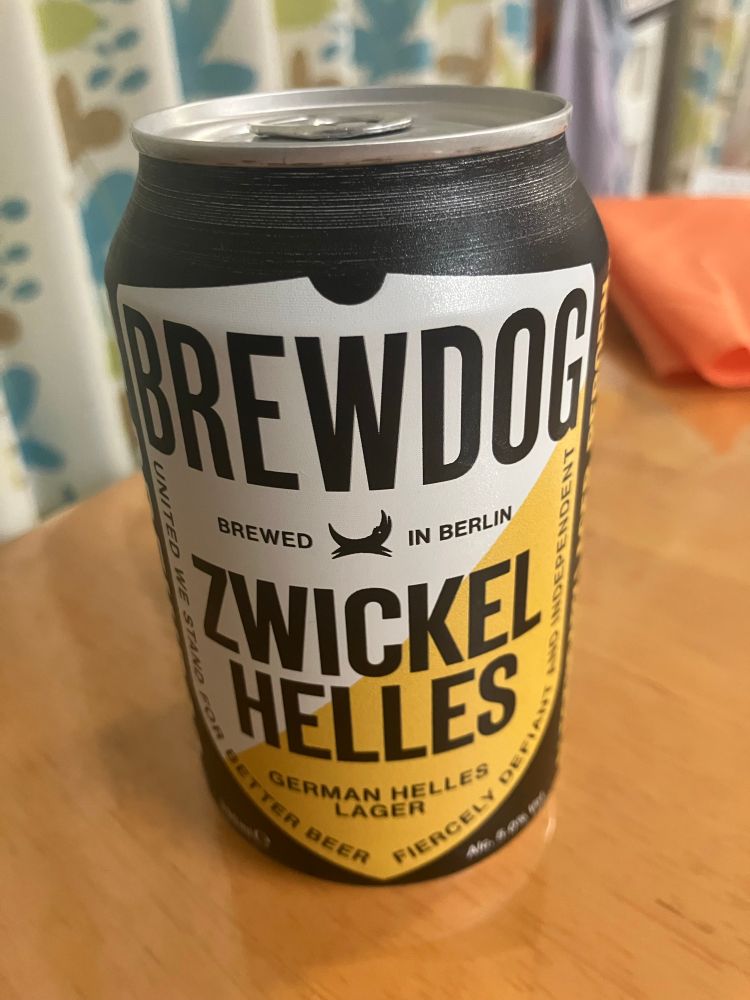 BREWDOG
BREWED IN BERLIN
ZWICKEL
HELLES
GERMAN HELLES
LAGER
UNITED WE STAND FOR BETTER BEER
FIERCELY DEFIANT AND INDEPENDENT
Alc.